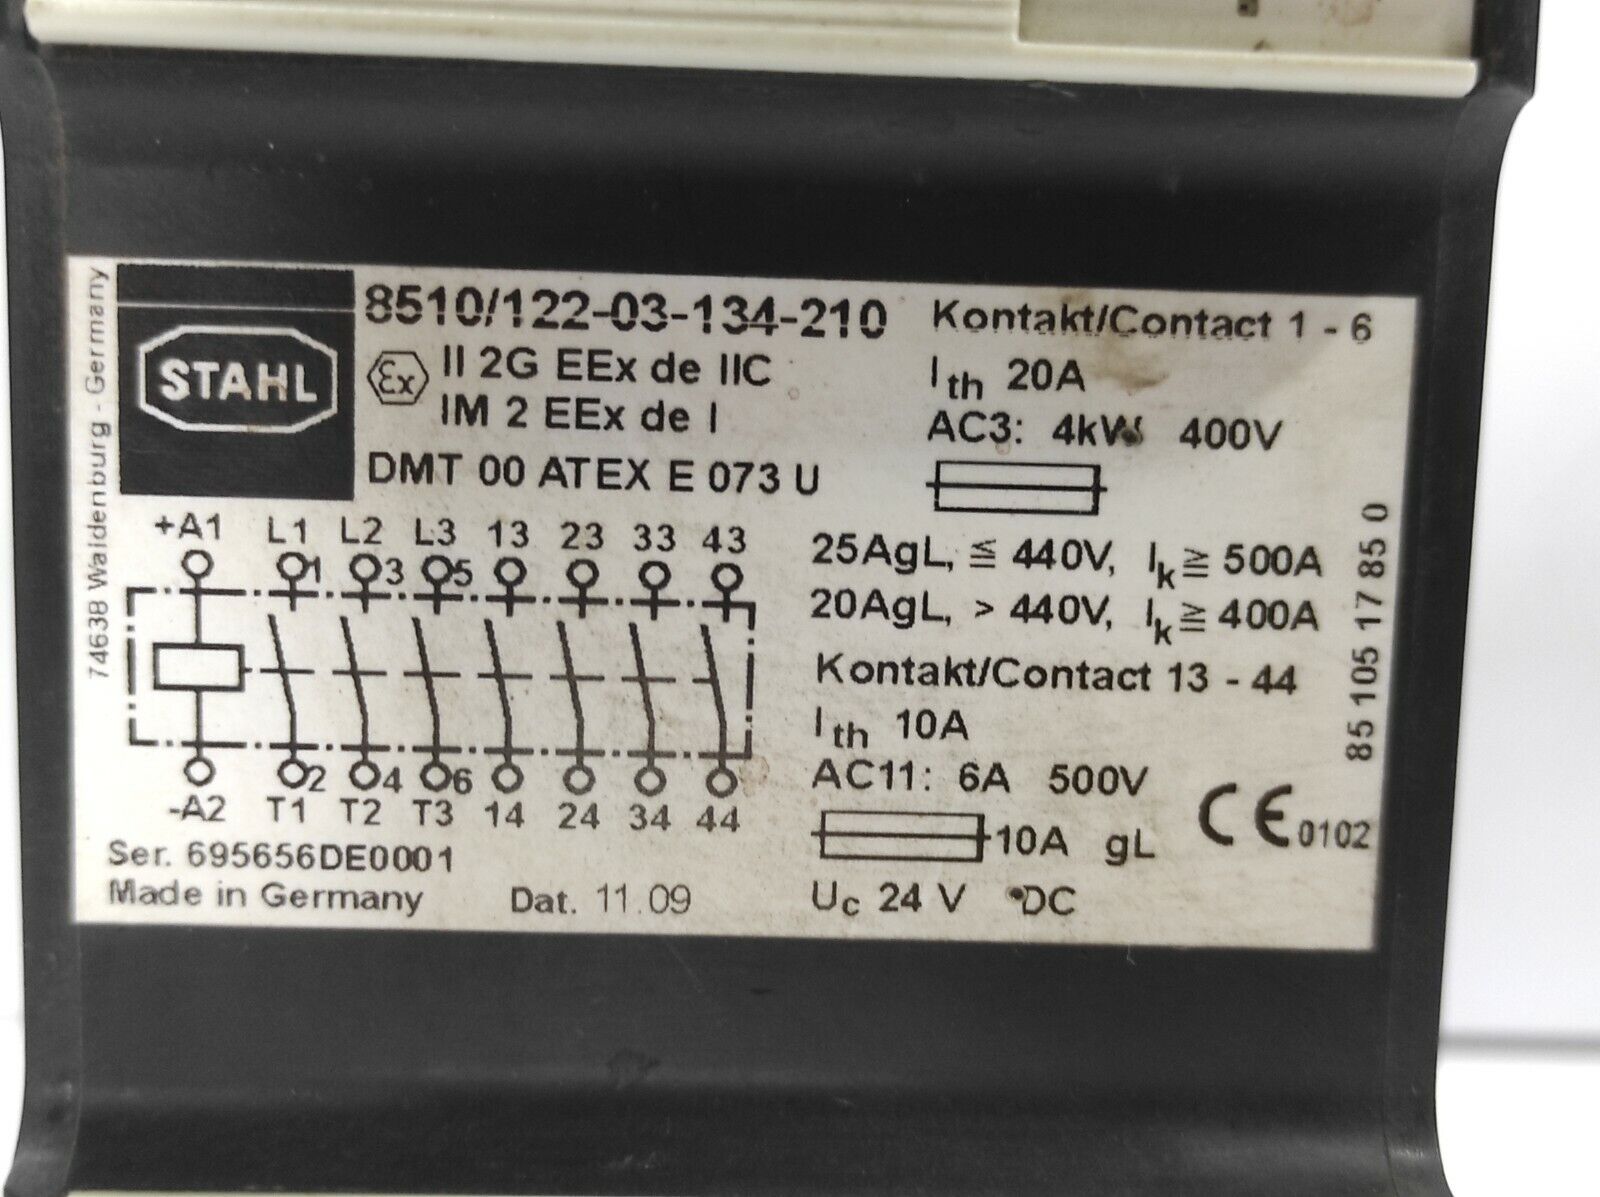 74638 Waldenburg - Germany
STAHL
8510/122-03-134-210
Ex II 2G EEx de IIC
IM 2 EEx de I
DMT 00 ATEX E 073 U
+A1 L1 L2 L3 13 23 33 43
1 3 5
2 4 6
-A2 T1 T2 T3 14 24 34 44
Ser. 695656DE0001
Made in Germany Dat. 11.09
Kontakt/Contact 1 - 6
Ith 20A
AC3: 4kW 400V
25AgL, ≦ 440V, Ik ≧ 500A
20AgL, > 440V, Ik ≧ 400A
Kontakt/Contact 13 - 44
Ith 10A
AC11: 6A 500V
10A gL
Uc 24 V DC
CE 0102
85 105 17 85 0